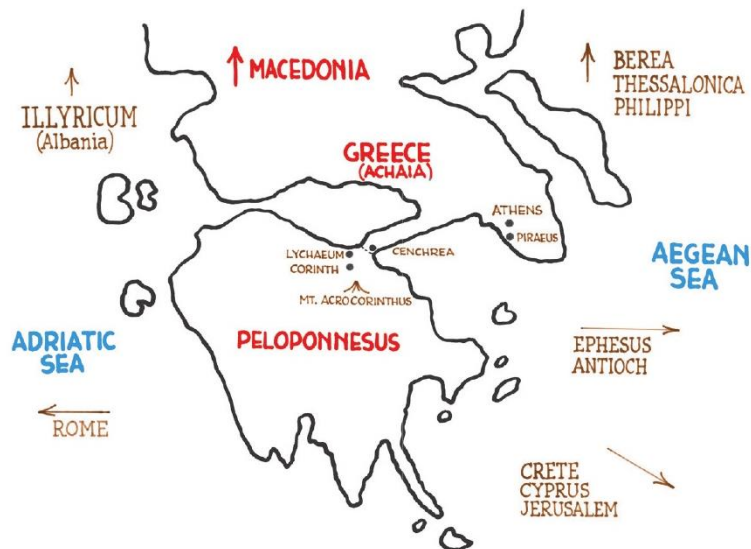 MACEDONIA
ILLYRICUM
(Albania)
BEREA
THESSALONICA
PHILIPPI
GREECE
(ACHAIA)
ATHENS
PIRAEUS
LYCHAEUM
CENCHREA
CORINTH
MT. ACROCORINTHUS
AEGEAN
SEA
ADRIATIC
SEA
PELOPONNESUS
EPHESUS
ANTIOCH
ROME
CRETE
CYPRUS
JERUSALEM